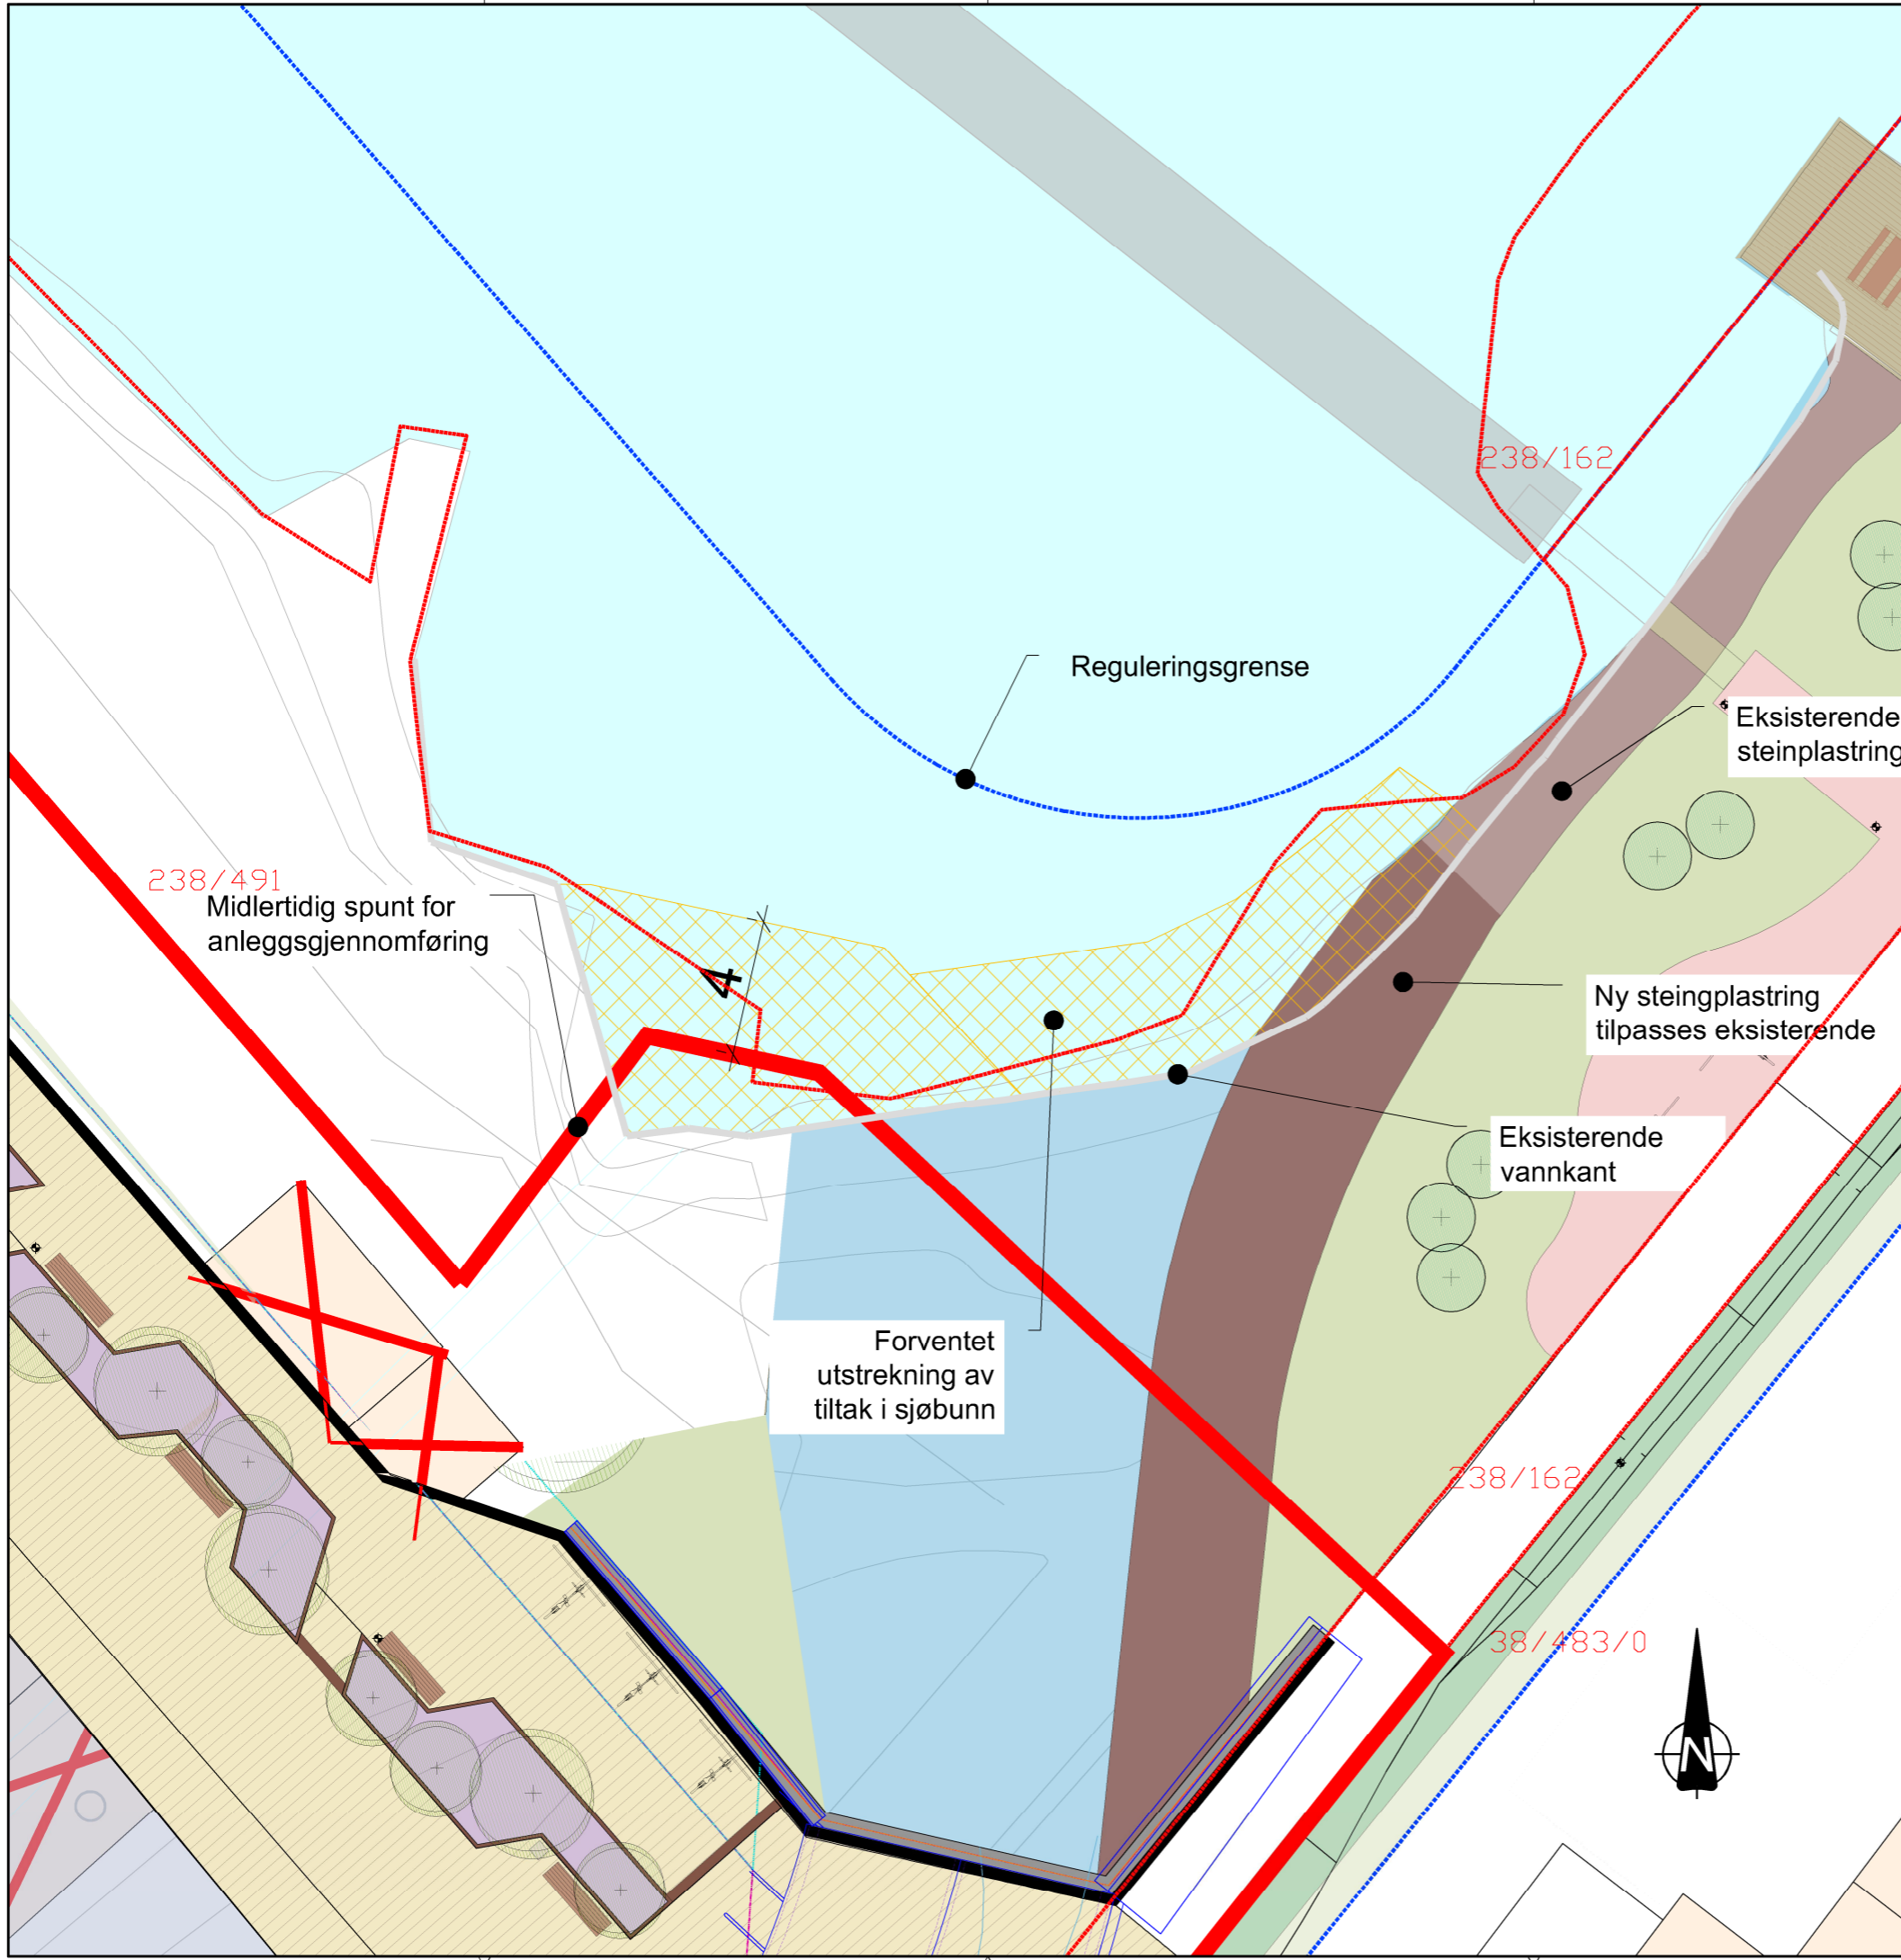 238/162
Reguleringsgrense
Eksisterende
steinplastring
238/491
Midlertidig spunt for
anleggsgjennomføring
4
Ny steingplastring
tilpasses eksisterende
Eksisterende
vannkant
Forventet
utstrekning av
tiltak i sjøbunn
238/162
38/483/0
N